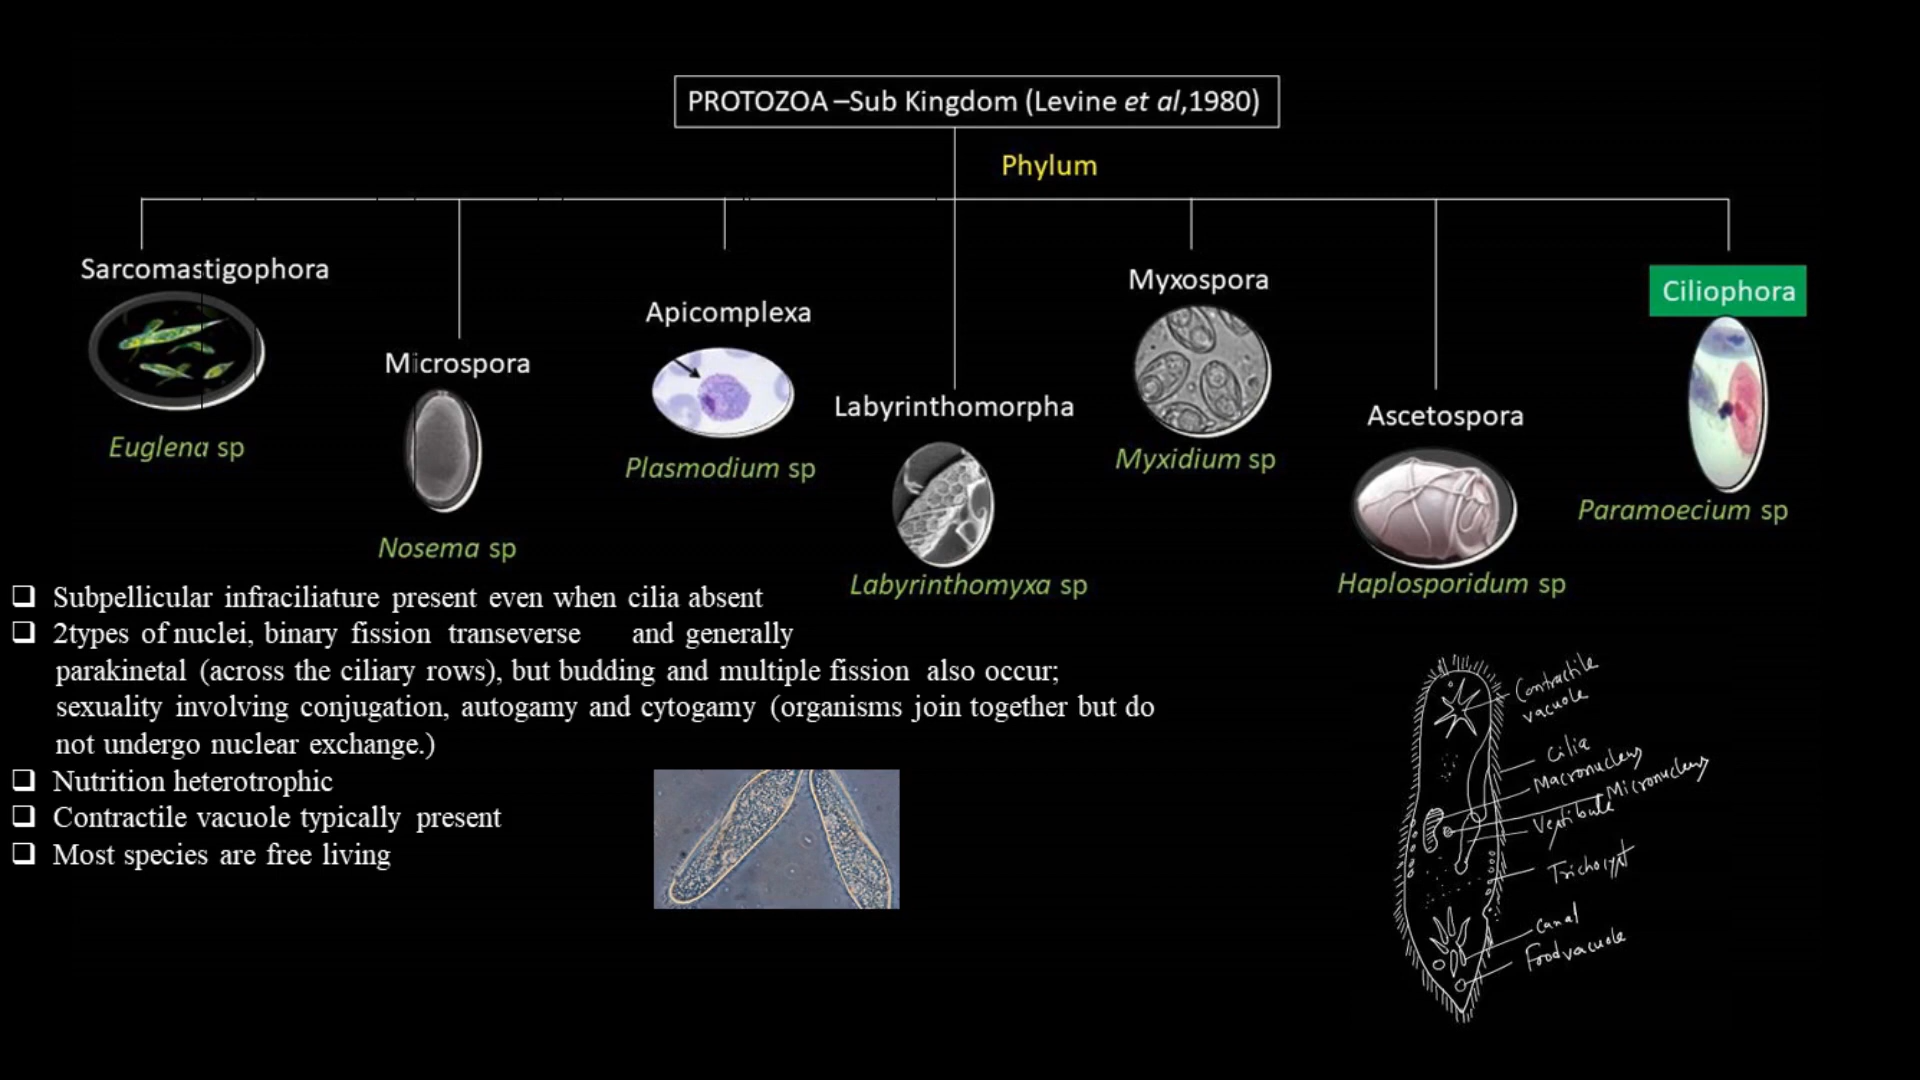 PROTOZOA –Sub Kingdom (Levine et al,1980)
Phylum
Sarcomastigophora
Euglena sp
Microspora
Nosema sp
Apicomplexa
Plasmodium sp
Labyrinthomorpha
Labyrinthomyxa sp
Myxospora
Myxidium sp
Ascetospora
Haplosporidum sp
Ciliophora
Paramoecium sp
❑ Subpellicular infraciliature present even when cilia absent
❑ 2types of nuclei, binary fission transeverse and generally
parakinetal (across the ciliary rows), but budding and multiple fission also occur;
sexuality involving conjugation, autogamy and cytogamy (organisms join together but do
not undergo nuclear exchange.)
❑ Nutrition heterotrophic
❑ Contractile vacuole typically present
❑ Most species are free living
Contractile
vacuole
Cilia
Macronucleus
Micronucleus
Vestibule
Trichocyst
Canal
Foodvacuole